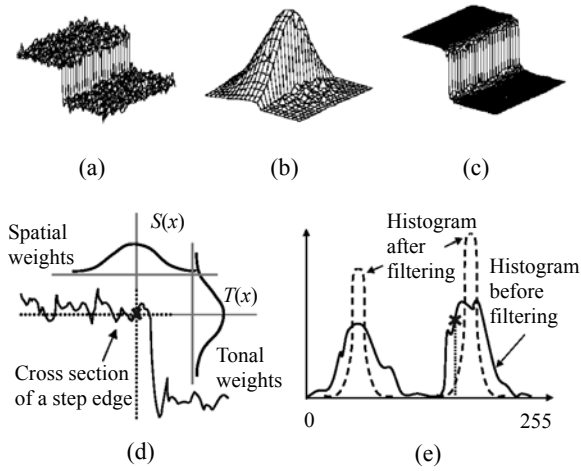 (a)
(b)
(c)
S(x)
Spatial
weights
T(x)
Cross section
of a step edge
Tonal
weights
(d)
Histogram
after
filtering
Histogram
before
filtering
0
255
(e)